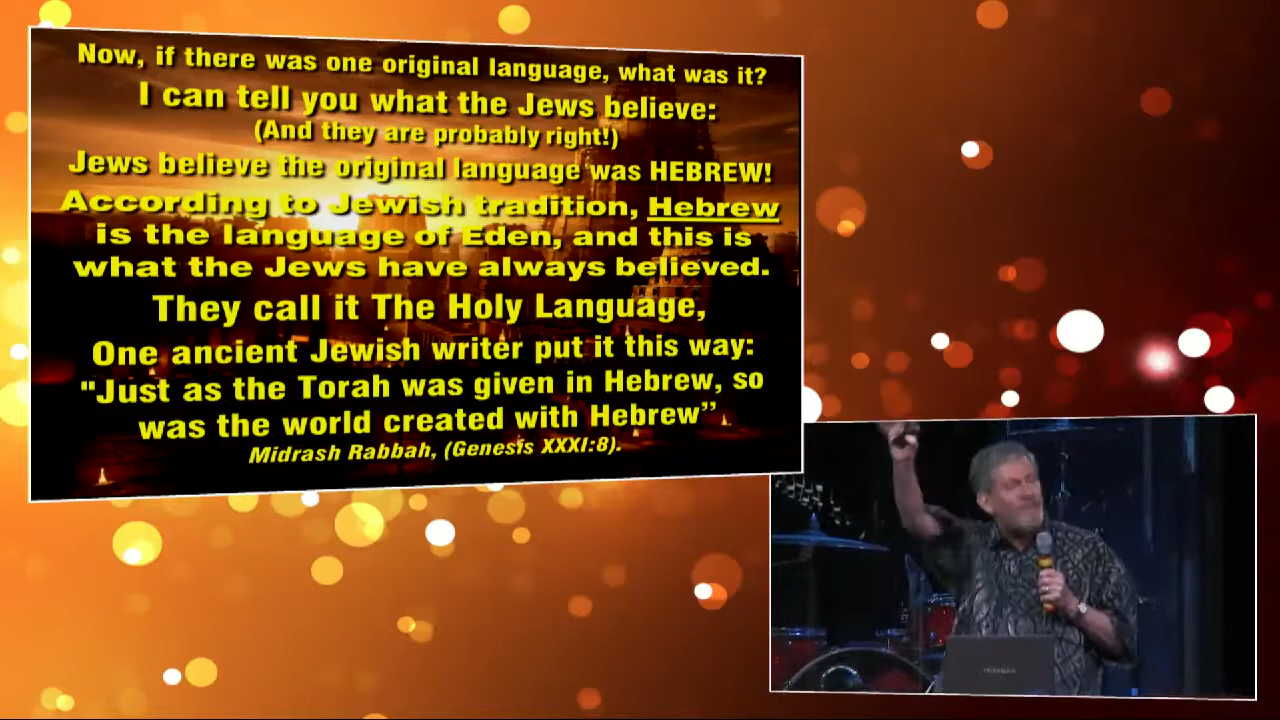 Now, if there was one original language, what was it?
I can tell you what the Jews believe:
(And they are probably right!)
Jews believe the original language was HEBREW!
According to Jewish tradition, Hebrew
is the language of Eden, and this is
what the Jews have always believed.
They call it The Holy Language,
One ancient Jewish writer put it this way:
"Just as the Torah was given in Hebrew, so
was the world created with Hebrew”
Midrash Rabbah, (Genesis XXXI:8).